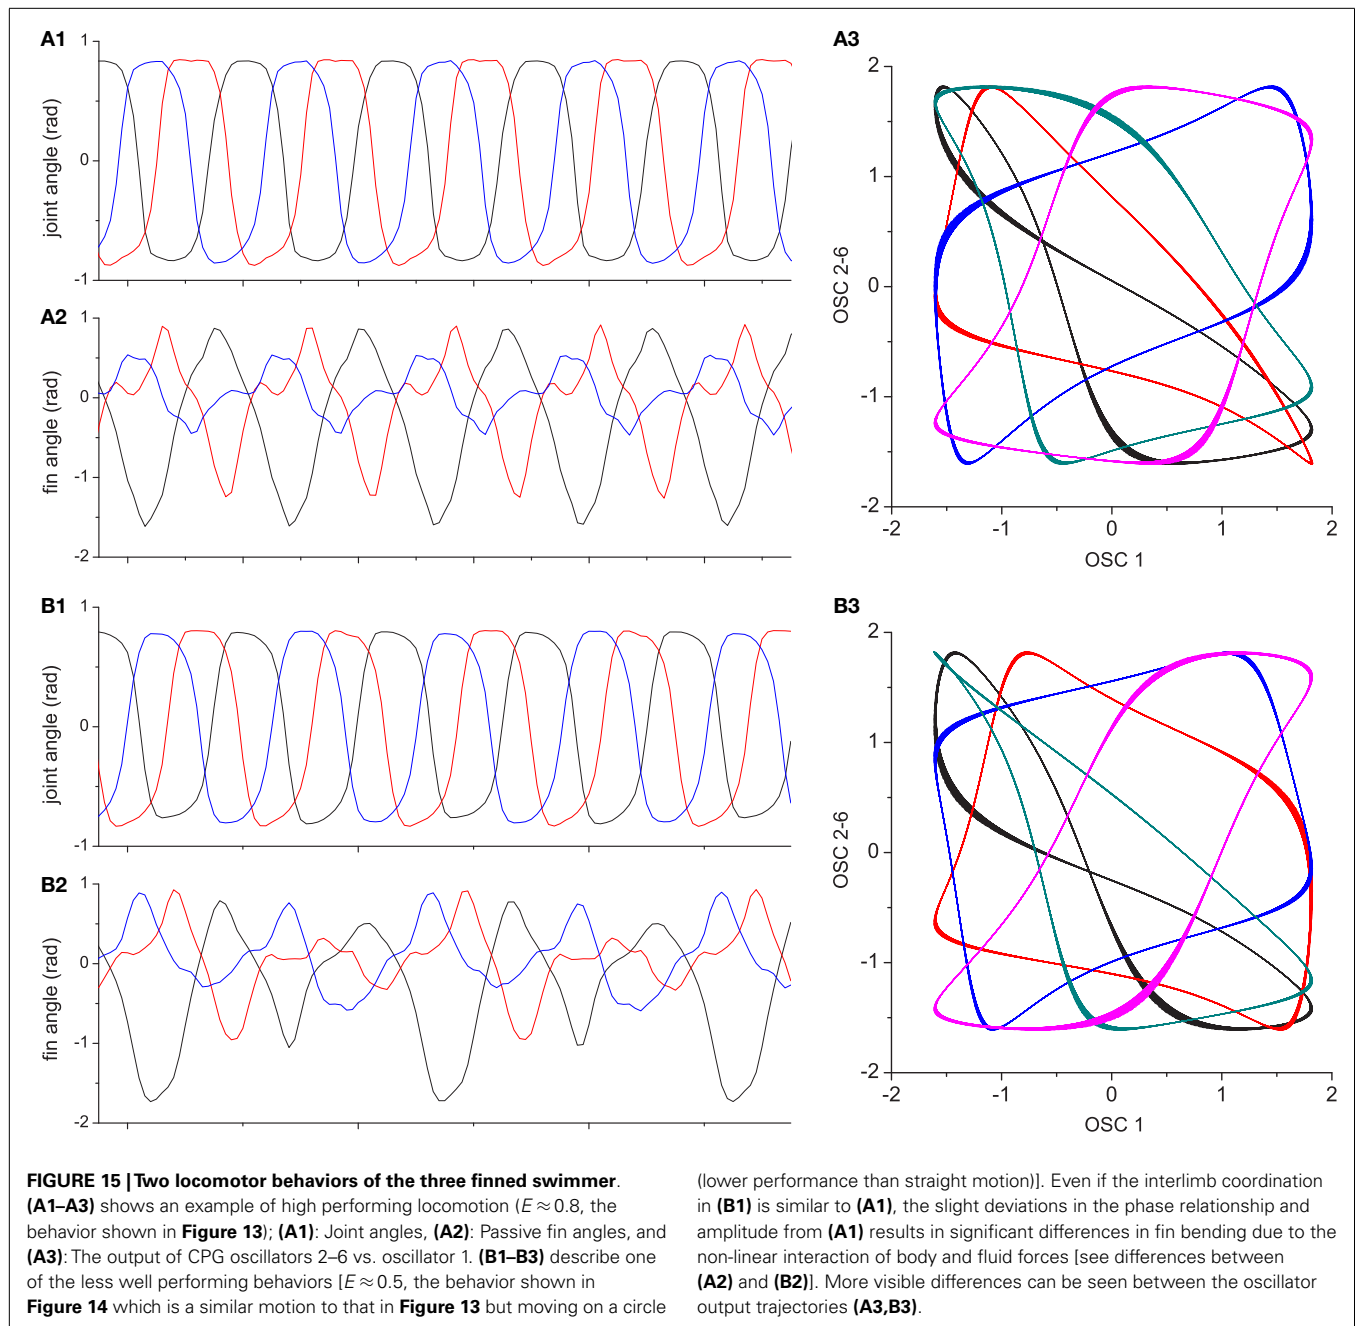 A1
1
0
-1
joint angle (rad)
A2
1
0
-1
-2
fin angle (rad)
A3
2
1
0
-1
-2
OSC 2-6
-2 -1 0 1 2
OSC 1
B1
1
0
-1
joint angle (rad)
B2
1
0
-1
-2
fin angle (rad)
B3
2
1
0
-1
-2
OSC 2-6
-2 -1 0 1 2
OSC 1
FIGURE 15 | Two locomotor behaviors of the three finned swimmer.
(A1–A3) shows an example of high performing locomotion (E ≈ 0.8, the
behavior shown in Figure 13); (A1): Joint angles, (A2): Passive fin angles, and
(A3): The output of CPG oscillators 2–6 vs. oscillator 1. (B1–B3) describe one
of the less well performing behaviors [E ≈ 0.5, the behavior shown in
Figure 14 which is a similar motion to that in Figure 13 but moving on a circle
(lower performance than straight motion)]. Even if the interlimb coordination
in (B1) is similar to (A1), the slight deviations in the phase relationship and
amplitude from (A1) results in significant differences in fin bending due to the
non-linear interaction of body and fluid forces [see differences between
(A2) and (B2)]. More visible differences can be seen between the oscillator
output trajectories (A3,B3).